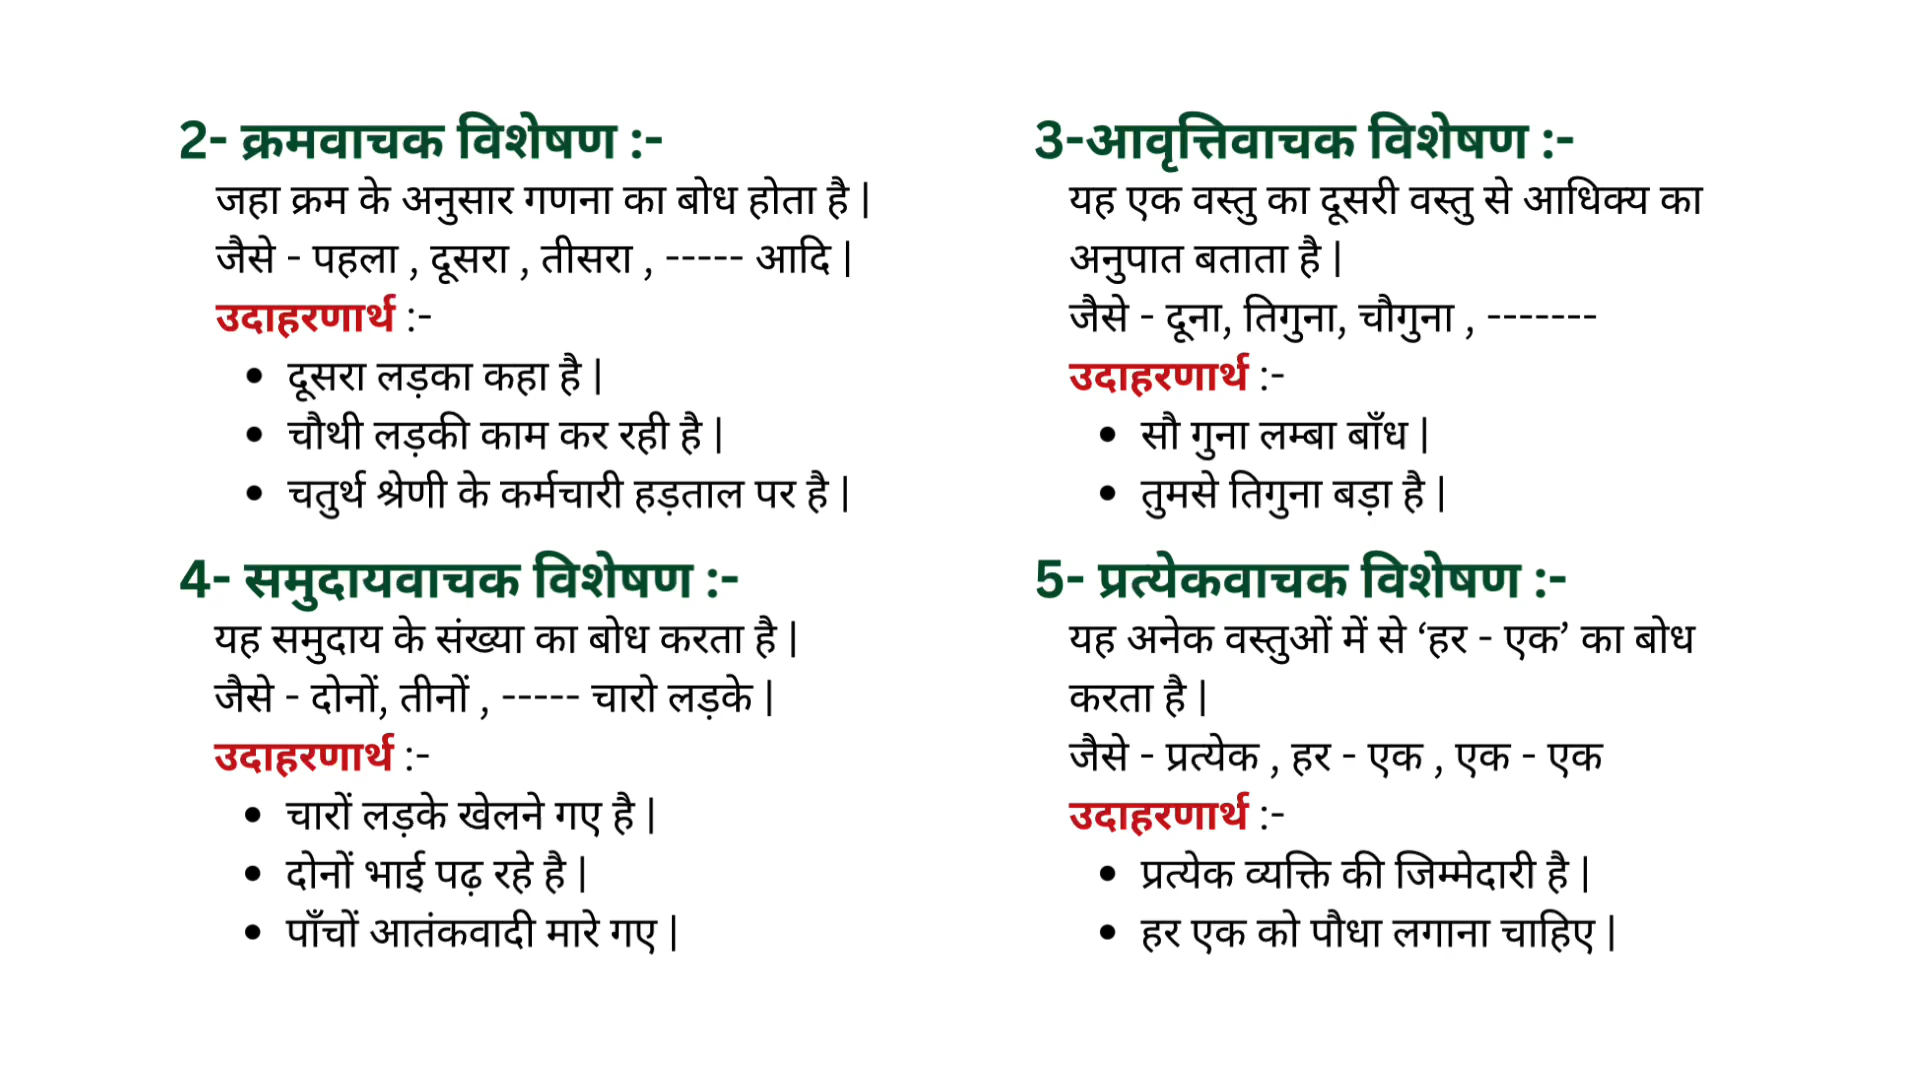 2- क्रमवाचक विशेषण :-
जहा क्रम के अनुसार गणना का बोध होता है |
जैसे - पहला , दूसरा , तीसरा , ----- आदि |
उदाहरणार्थ :-
• दूसरा लड़का कहा है |
• चौथी लड़की काम कर रही है |
• चतुर्थ श्रेणी के कर्मचारी हड़ताल पर है |
3-आवृत्तिवाचक विशेषण :-
यह एक वस्तु का दूसरी वस्तु से आधिक्य का
अनुपात बताता है |
जैसे - दूना, तिगुना, चौगुना , -------
उदाहरणार्थ :-
• सौ गुना लम्बा बाँध |
• तुमसे तिगुना बड़ा है |
4- समुदायवाचक विशेषण :-
यह समुदाय के संख्या का बोध करता है |
जैसे - दोनों, तीनों , ----- चारो लड़के |
उदाहरणार्थ :-
• चारों लड़के खेलने गए है |
• दोनों भाई पढ़ रहे है |
• पाँचों आतंकवादी मारे गए |
5- प्रत्येकवाचक विशेषण :-
यह अनेक वस्तुओं में से ‘हर - एक’ का बोध
करता है |
जैसे - प्रत्येक , हर - एक , एक - एक
उदाहरणार्थ :-
• प्रत्येक व्यक्ति की जिम्मेदारी है |
• हर एक को पौधा लगाना चाहिए |